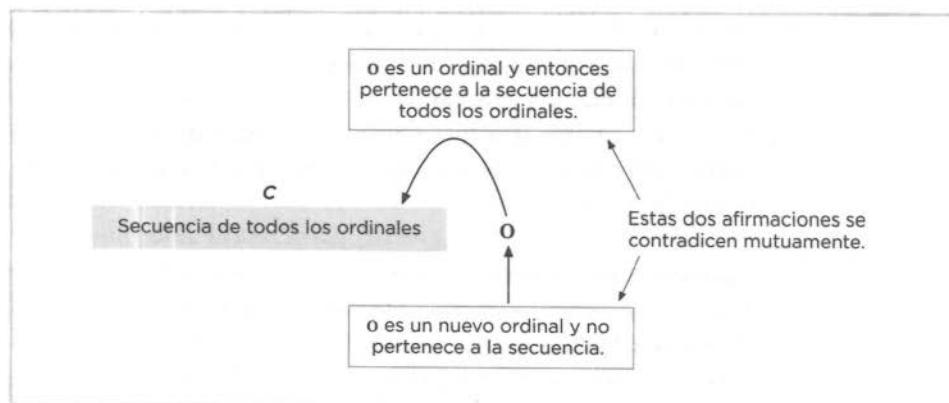 o es un ordinal y entonces
pertenece a la secuencia de
todos los ordinales.
C
Secuencia de todos los ordinales
o
Estas dos afirmaciones se
contradicen mutuamente.
o es un nuevo ordinal y no
pertenece a la secuencia.